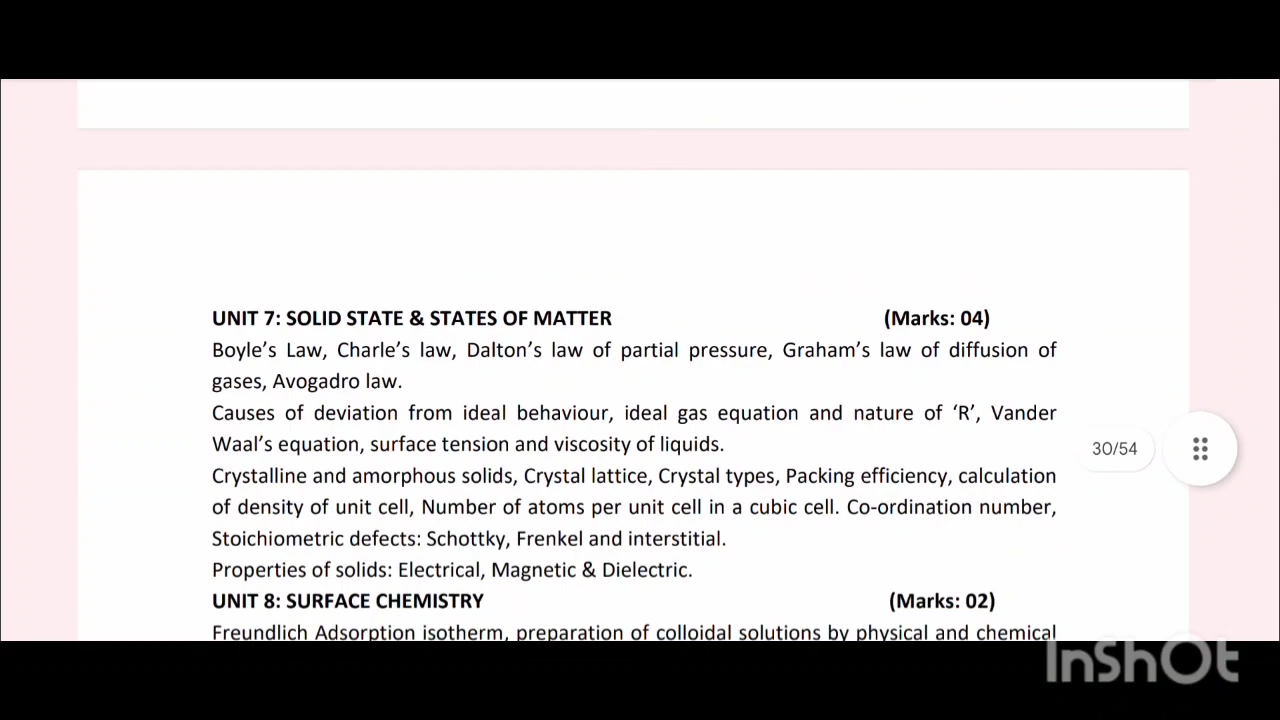 UNIT 7: SOLID STATE & STATES OF MATTER (Marks: 04)
Boyle’s Law, Charle’s law, Dalton’s law of partial pressure, Graham’s law of diffusion of
gases, Avogadro law.
Causes of deviation from ideal behaviour, ideal gas equation and nature of ‘R’, Vander
Waal’s equation, surface tension and viscosity of liquids.
30/54
Crystalline and amorphous solids, Crystal lattice, Crystal types, Packing efficiency, calculation
of density of unit cell, Number of atoms per unit cell in a cubic cell. Co-ordination number,
Stoichiometric defects: Schottky, Frenkel and interstitial.
Properties of solids: Electrical, Magnetic & Dielectric.
UNIT 8: SURFACE CHEMISTRY (Marks: 02)
Freundlich Adsorption isotherm, preparation of colloidal solutions by physical and chemical
InShOt